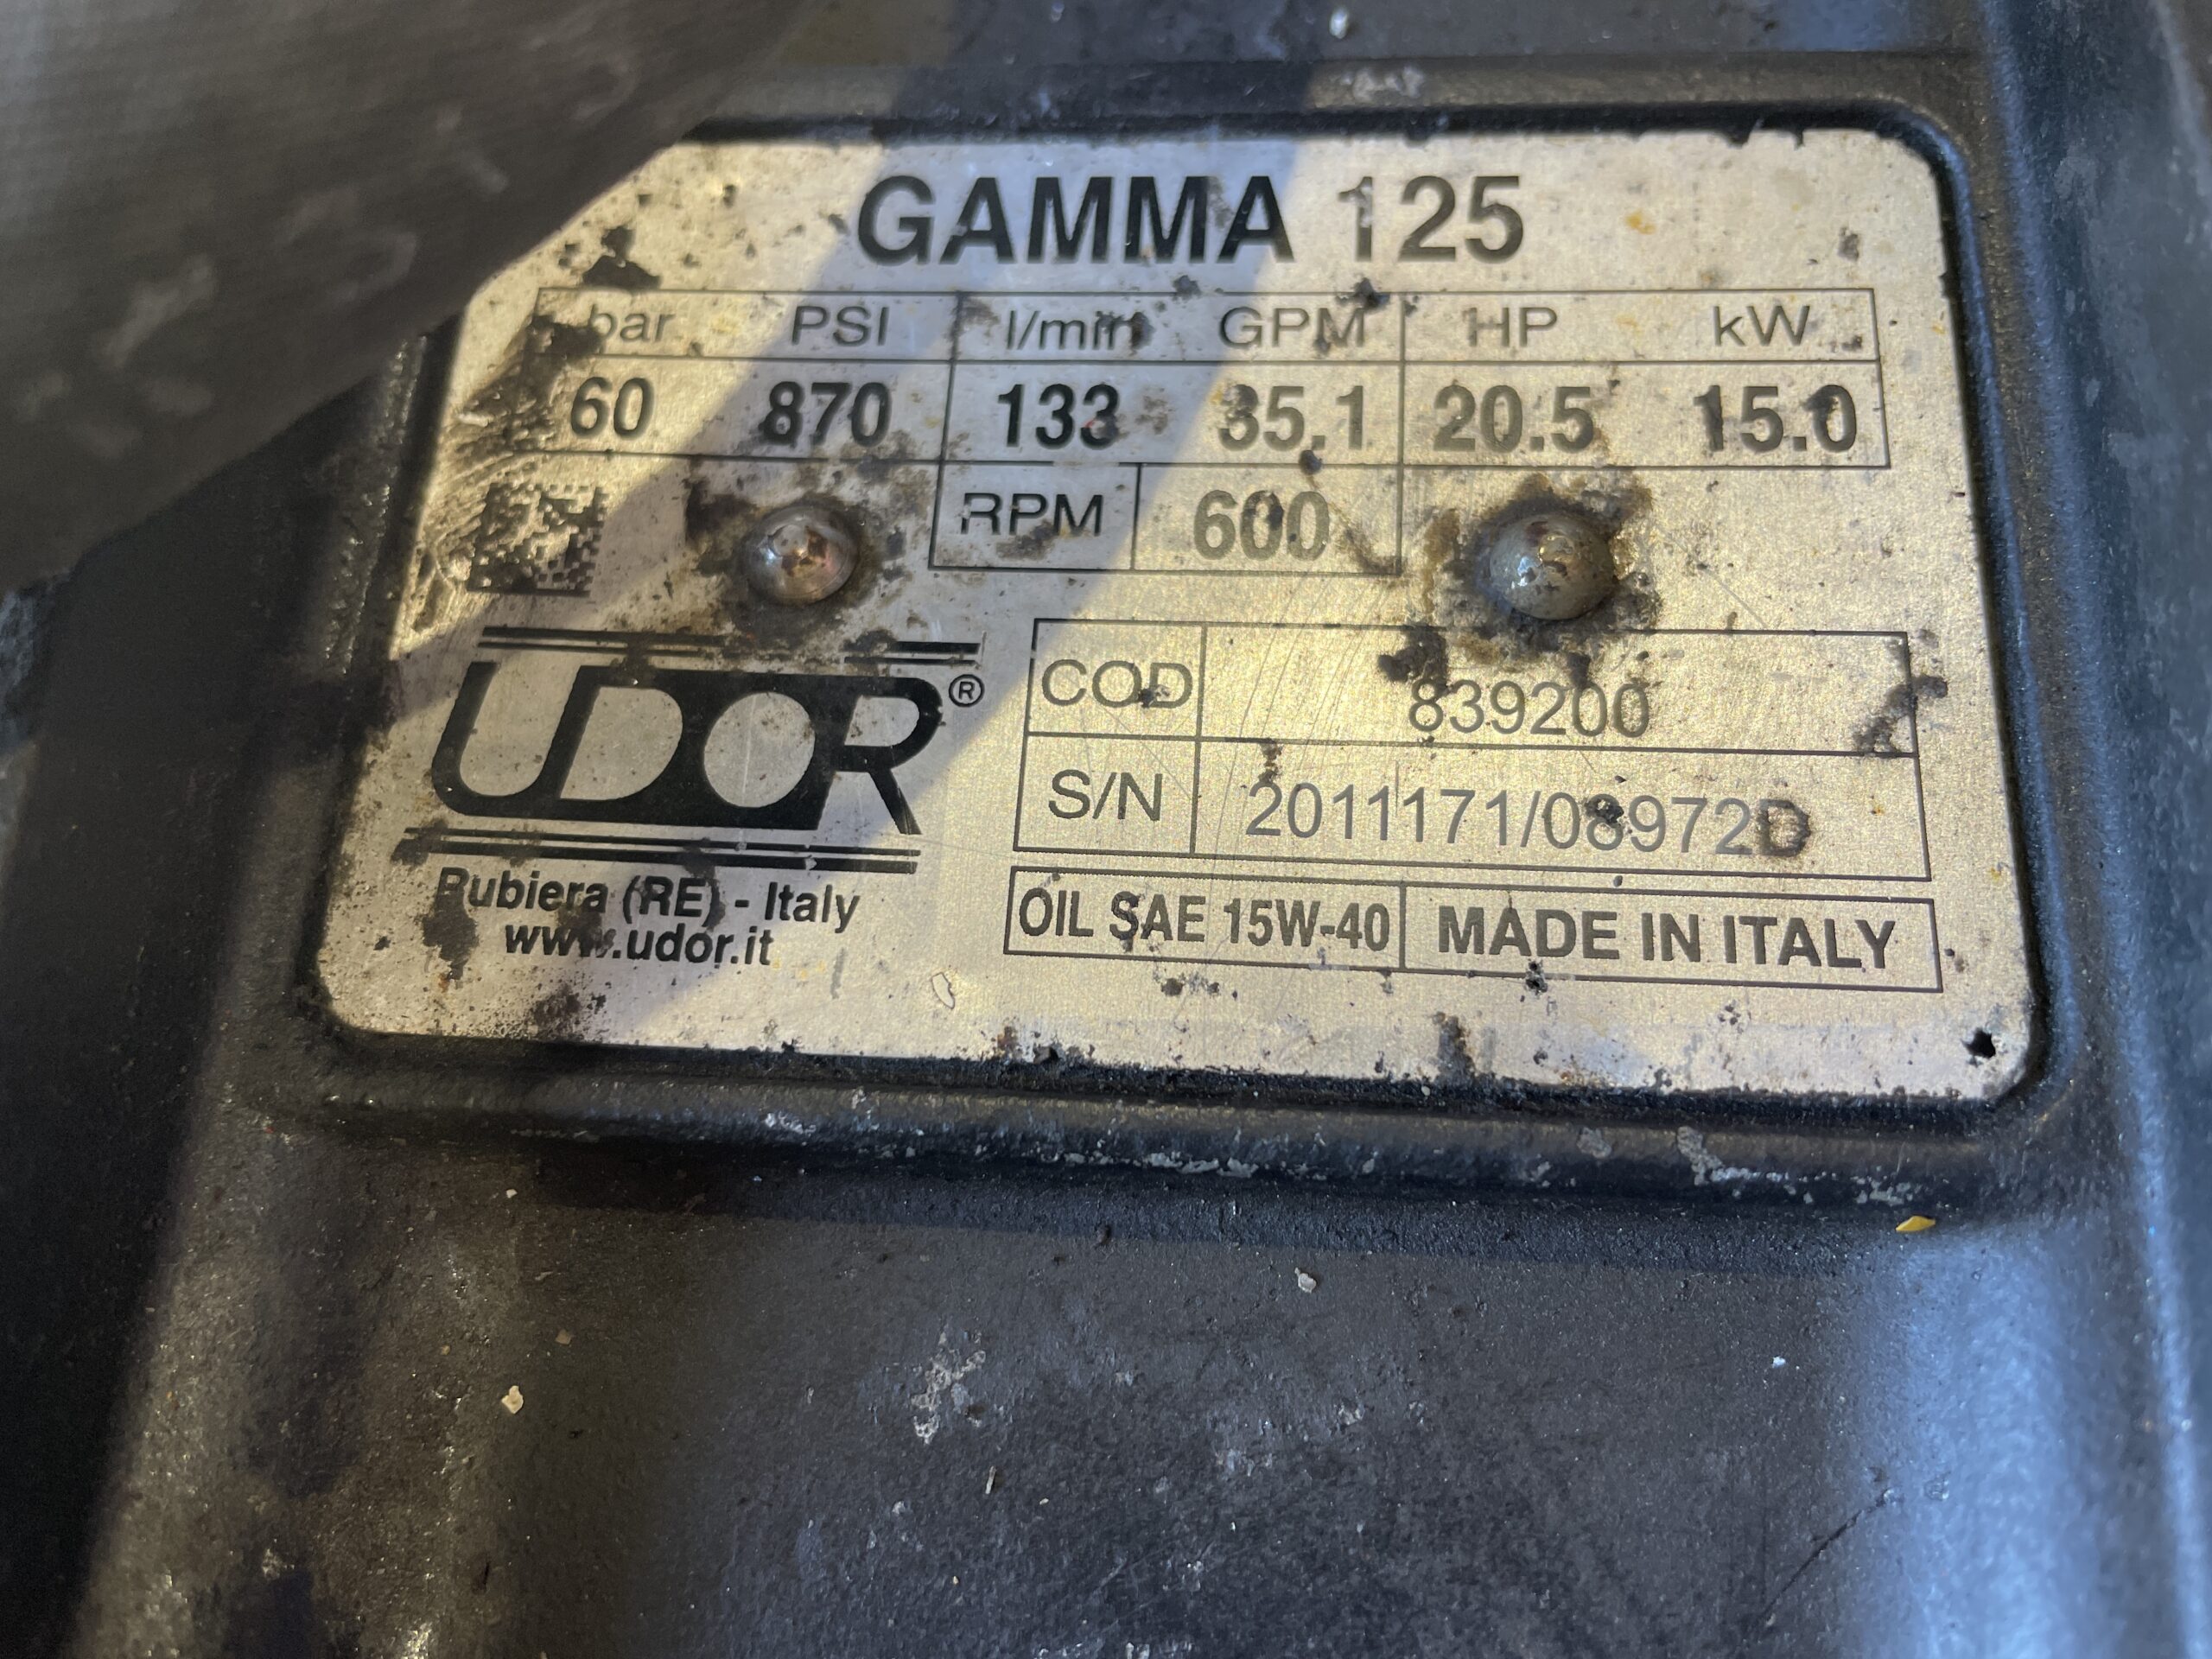 GAMMA 125
bar PSI l/min GPM HP kW
60 870 133 35.1 20.5 15.0
RPM 600
UDOR®
Rubiera (RE) - Italy
www.udor.it
COD 839200
S/N 2011171/08972D
OIL SAE 15W-40 MADE IN ITALY